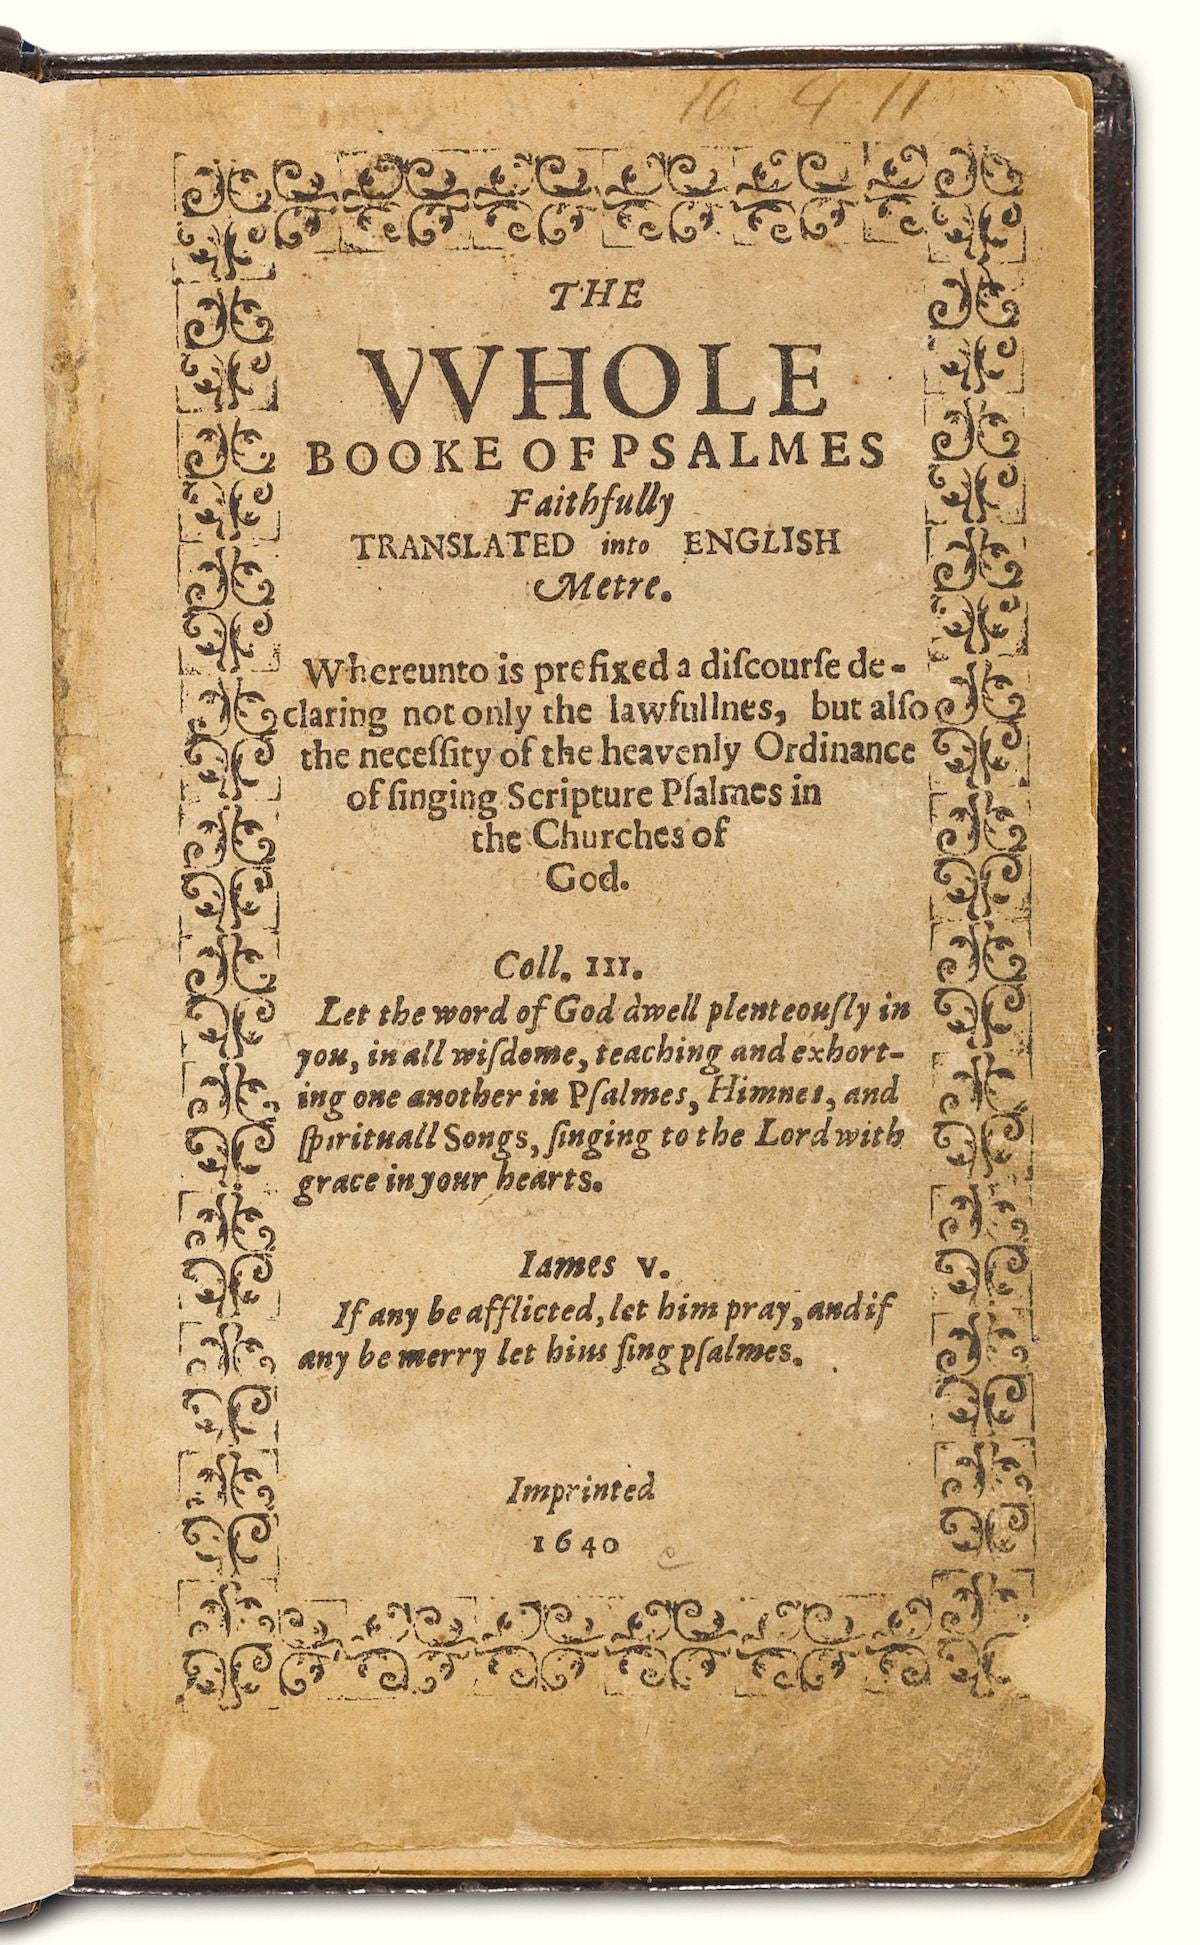 10 . 9 . 11
THE
VVHOLE
BOOKE OF PSALMES
Faithfully
TRANSLATED into ENGLISH
Metre.
Whereunto is prefixed a diſcourſe de-
claring not only the lawfullnes, but alſo
the neceſſity of the heavenly Ordinance
of ſinging Scripture Pſalmes in
the Churches of
God.
Coll. III.
Let the word of God dwell plenteouſly in
you, in all wiſdome, teaching and exhort-
ing one another in Pſalmes, Himnes, and
ſpirituall Songs, ſinging to the Lord with
grace in your hearts.
Iames V.
If any be afflicted, let him pray, and if
any be merry let him ſing pſalmes.
Imprinted
1640